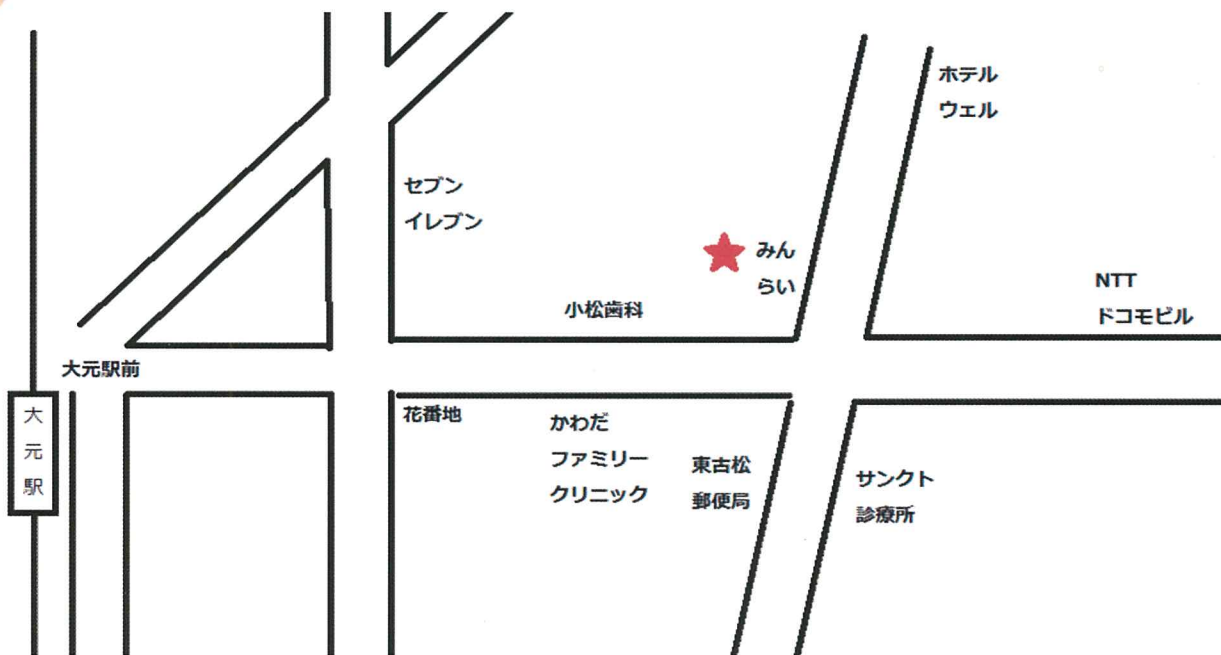 ホテル
ウェル
セブン
イレブン
みん
らい
NTT
ドコモビル
小松歯科
大元駅前
大
元
駅
花番地
かわだ
ファミリー
クリニック
東古松
郵便局
サンクト
診療所